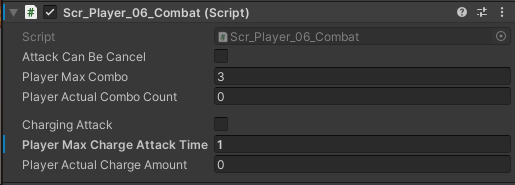 # Scr_Player_06_Combat (Script)
Script # Scr_Player_06_Combat
Attack Can Be Cancel
Player Max Combo 3
Player Actual Combo Count 0
Charging Attack
Player Max Charge Attack Time 1
Player Actual Charge Amount 0